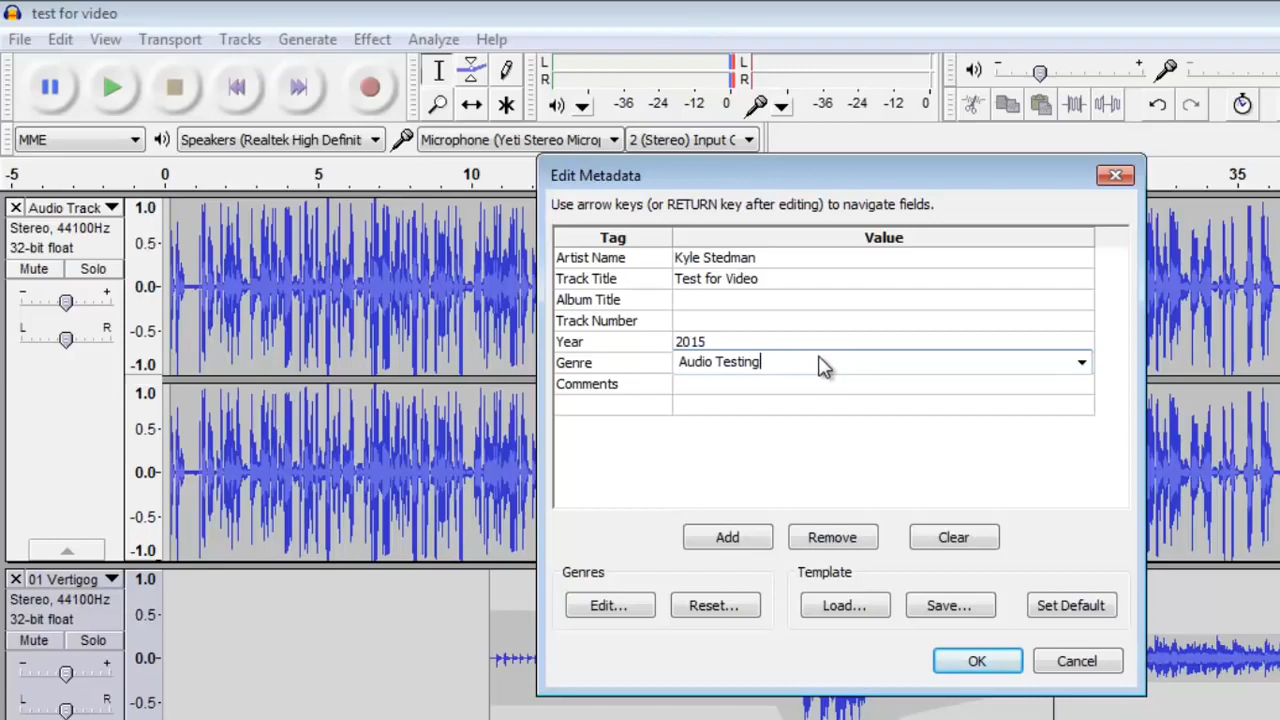 test for video
File Edit View Transport Tracks Generate Effect Analyze Help
L L
R R
-36 -24 -12 0 -36 -24 -12 0
- + -
MME Speakers (Realtek High Definit Microphone (Yeti Stereo Microp 2 (Stereo) Input C
-5 0 5 10 35
Edit Metadata
Use arrow keys (or RETURN key after editing) to navigate fields.
Tag Value
Artist Name Kyle Stedman
Track Title Test for Video
Album Title
Track Number
Year 2015
Genre Audio Testing
Comments
Add Remove Clear
Genres Template
Edit... Reset... Load... Save... Set Default
OK Cancel
Audio Track 1.0
Stereo, 44100Hz
32-bit float 0.5
Mute Solo
- + 0.0
L R -0.5
-1.0
1.0
0.5
0.0
-0.5
-1.0
01 Vertigog 1.0
Stereo, 44100Hz
32-bit float 0.5
Mute Solo
- + 0.0
L R -0.5